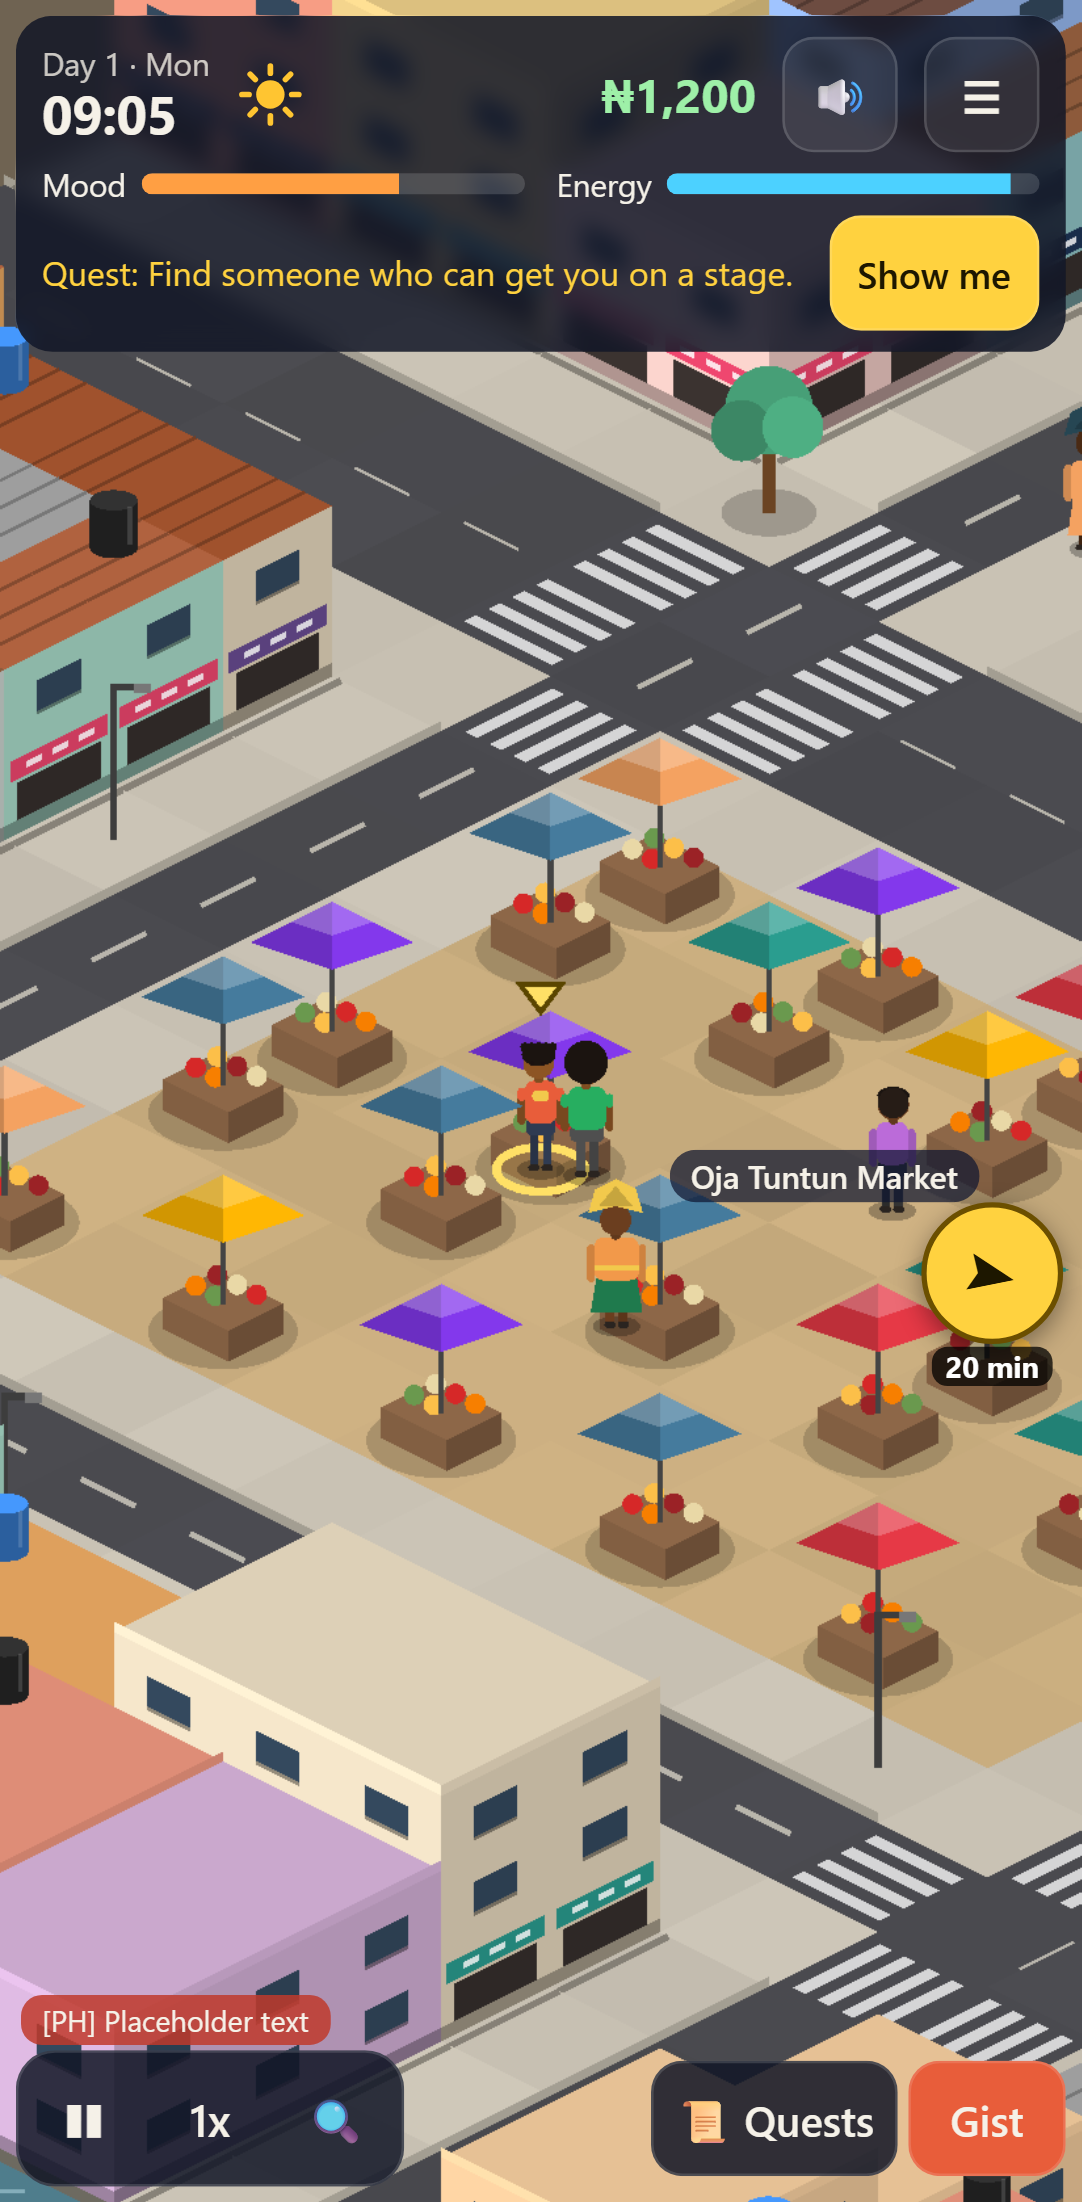 Day 1 · Mon
09:05
₦1,200
Mood
Energy
Quest: Find someone who can get you on a stage.
Show me
Oja Tuntun Market
20 min
[PH] Placeholder text
1x
Quests
Gist